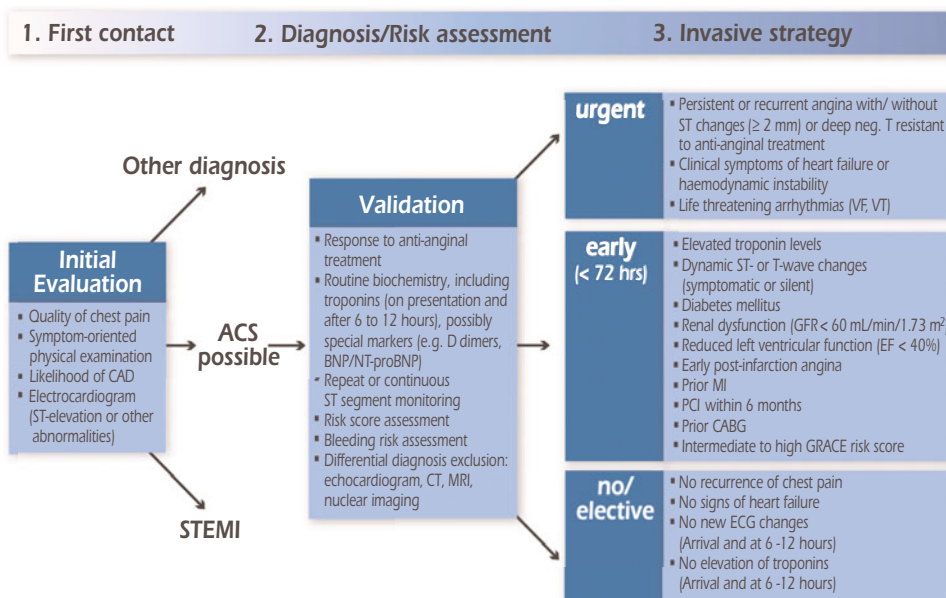 1. First contact
2. Diagnosis/Risk assessment
3. Invasive strategy
Other diagnosis
Initial
Evaluation
▪ Quality of chest pain
▪ Symptom-oriented
physical examination
▪ Likelihood of CAD
▪ Electrocardiogram
(ST-elevation or other
abnormalities)
ACS
possible
STEMI
Validation
▪ Response to anti-anginal
treatment
▪ Routine biochemistry, including
troponins (on presentation and
after 6 to 12 hours), possibly
special markers (e.g. D dimers,
BNP/NT-proBNP)
▪ Repeat or continuous
ST segment monitoring
▪ Risk score assessment
▪ Bleeding risk assessment
▪ Differential diagnosis exclusion:
echocardiogram, CT, MRI,
nuclear imaging
urgent
▪ Persistent or recurrent angina with/ without
ST changes (≥ 2 mm) or deep neg. T resistant
to anti-anginal treatment
▪ Clinical symptoms of heart failure or
haemodynamic instability
▪ Life threatening arrhythmias (VF, VT)
early
(< 72 hrs)
▪ Elevated troponin levels
▪ Dynamic ST- or T-wave changes
(symptomatic or silent)
▪ Diabetes mellitus
▪ Renal dysfunction (GFR < 60 mL/min/1.73 m²)
▪ Reduced left ventricular function (EF < 40%)
▪ Early post-infarction angina
▪ Prior MI
▪ PCI within 6 months
▪ Prior CABG
▪ Intermediate to high GRACE risk score
no/
elective
▪ No recurrence of chest pain
▪ No signs of heart failure
▪ No new ECG changes
(Arrival and at 6 -12 hours)
▪ No elevation of troponins
(Arrival and at 6 -12 hours)